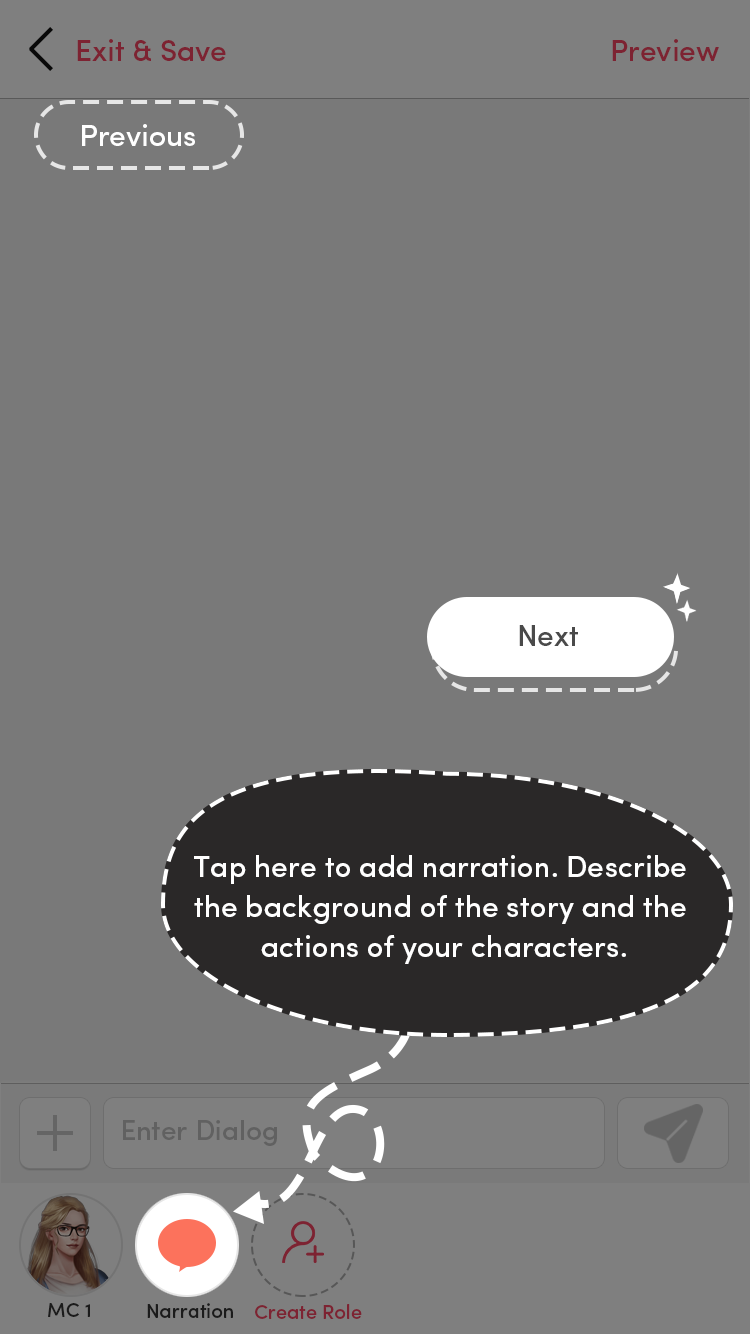 Exit & Save
Preview
Previous
Next
Tap here to add narration. Describe
the background of the story and the
actions of your characters.
Enter Dialog
MC 1
Narration
Create Role